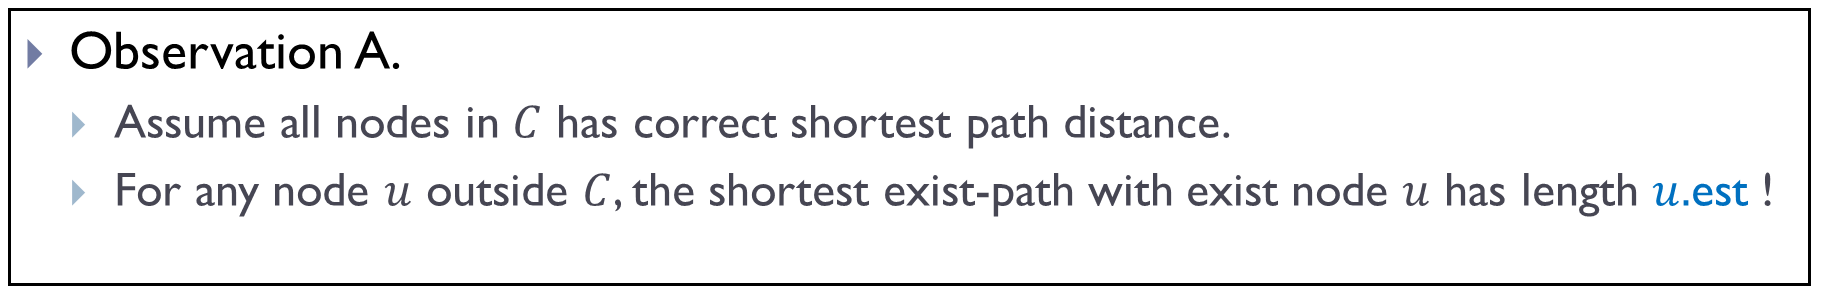 Observation A.
Assume all nodes in C has correct shortest path distance.
For any node u outside C, the shortest exist-path with exist node u has length u.est !